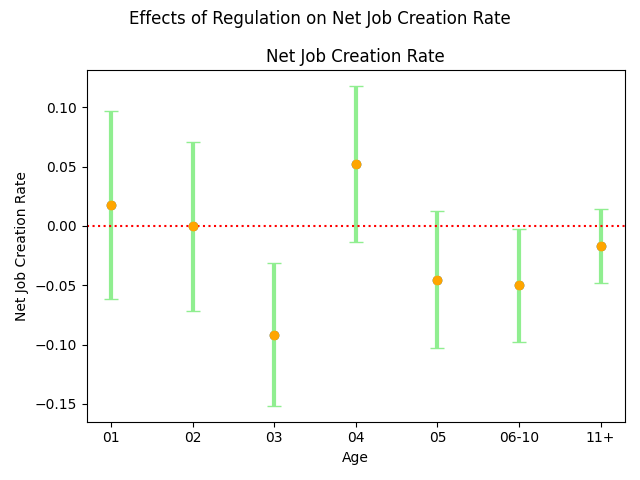 Effects of Regulation on Net Job Creation Rate
Net Job Creation Rate
Net Job Creation Rate
0.10
0.05
0.00
−0.05
−0.10
−0.15
01 02 03 04 05 06-10 11+
Age